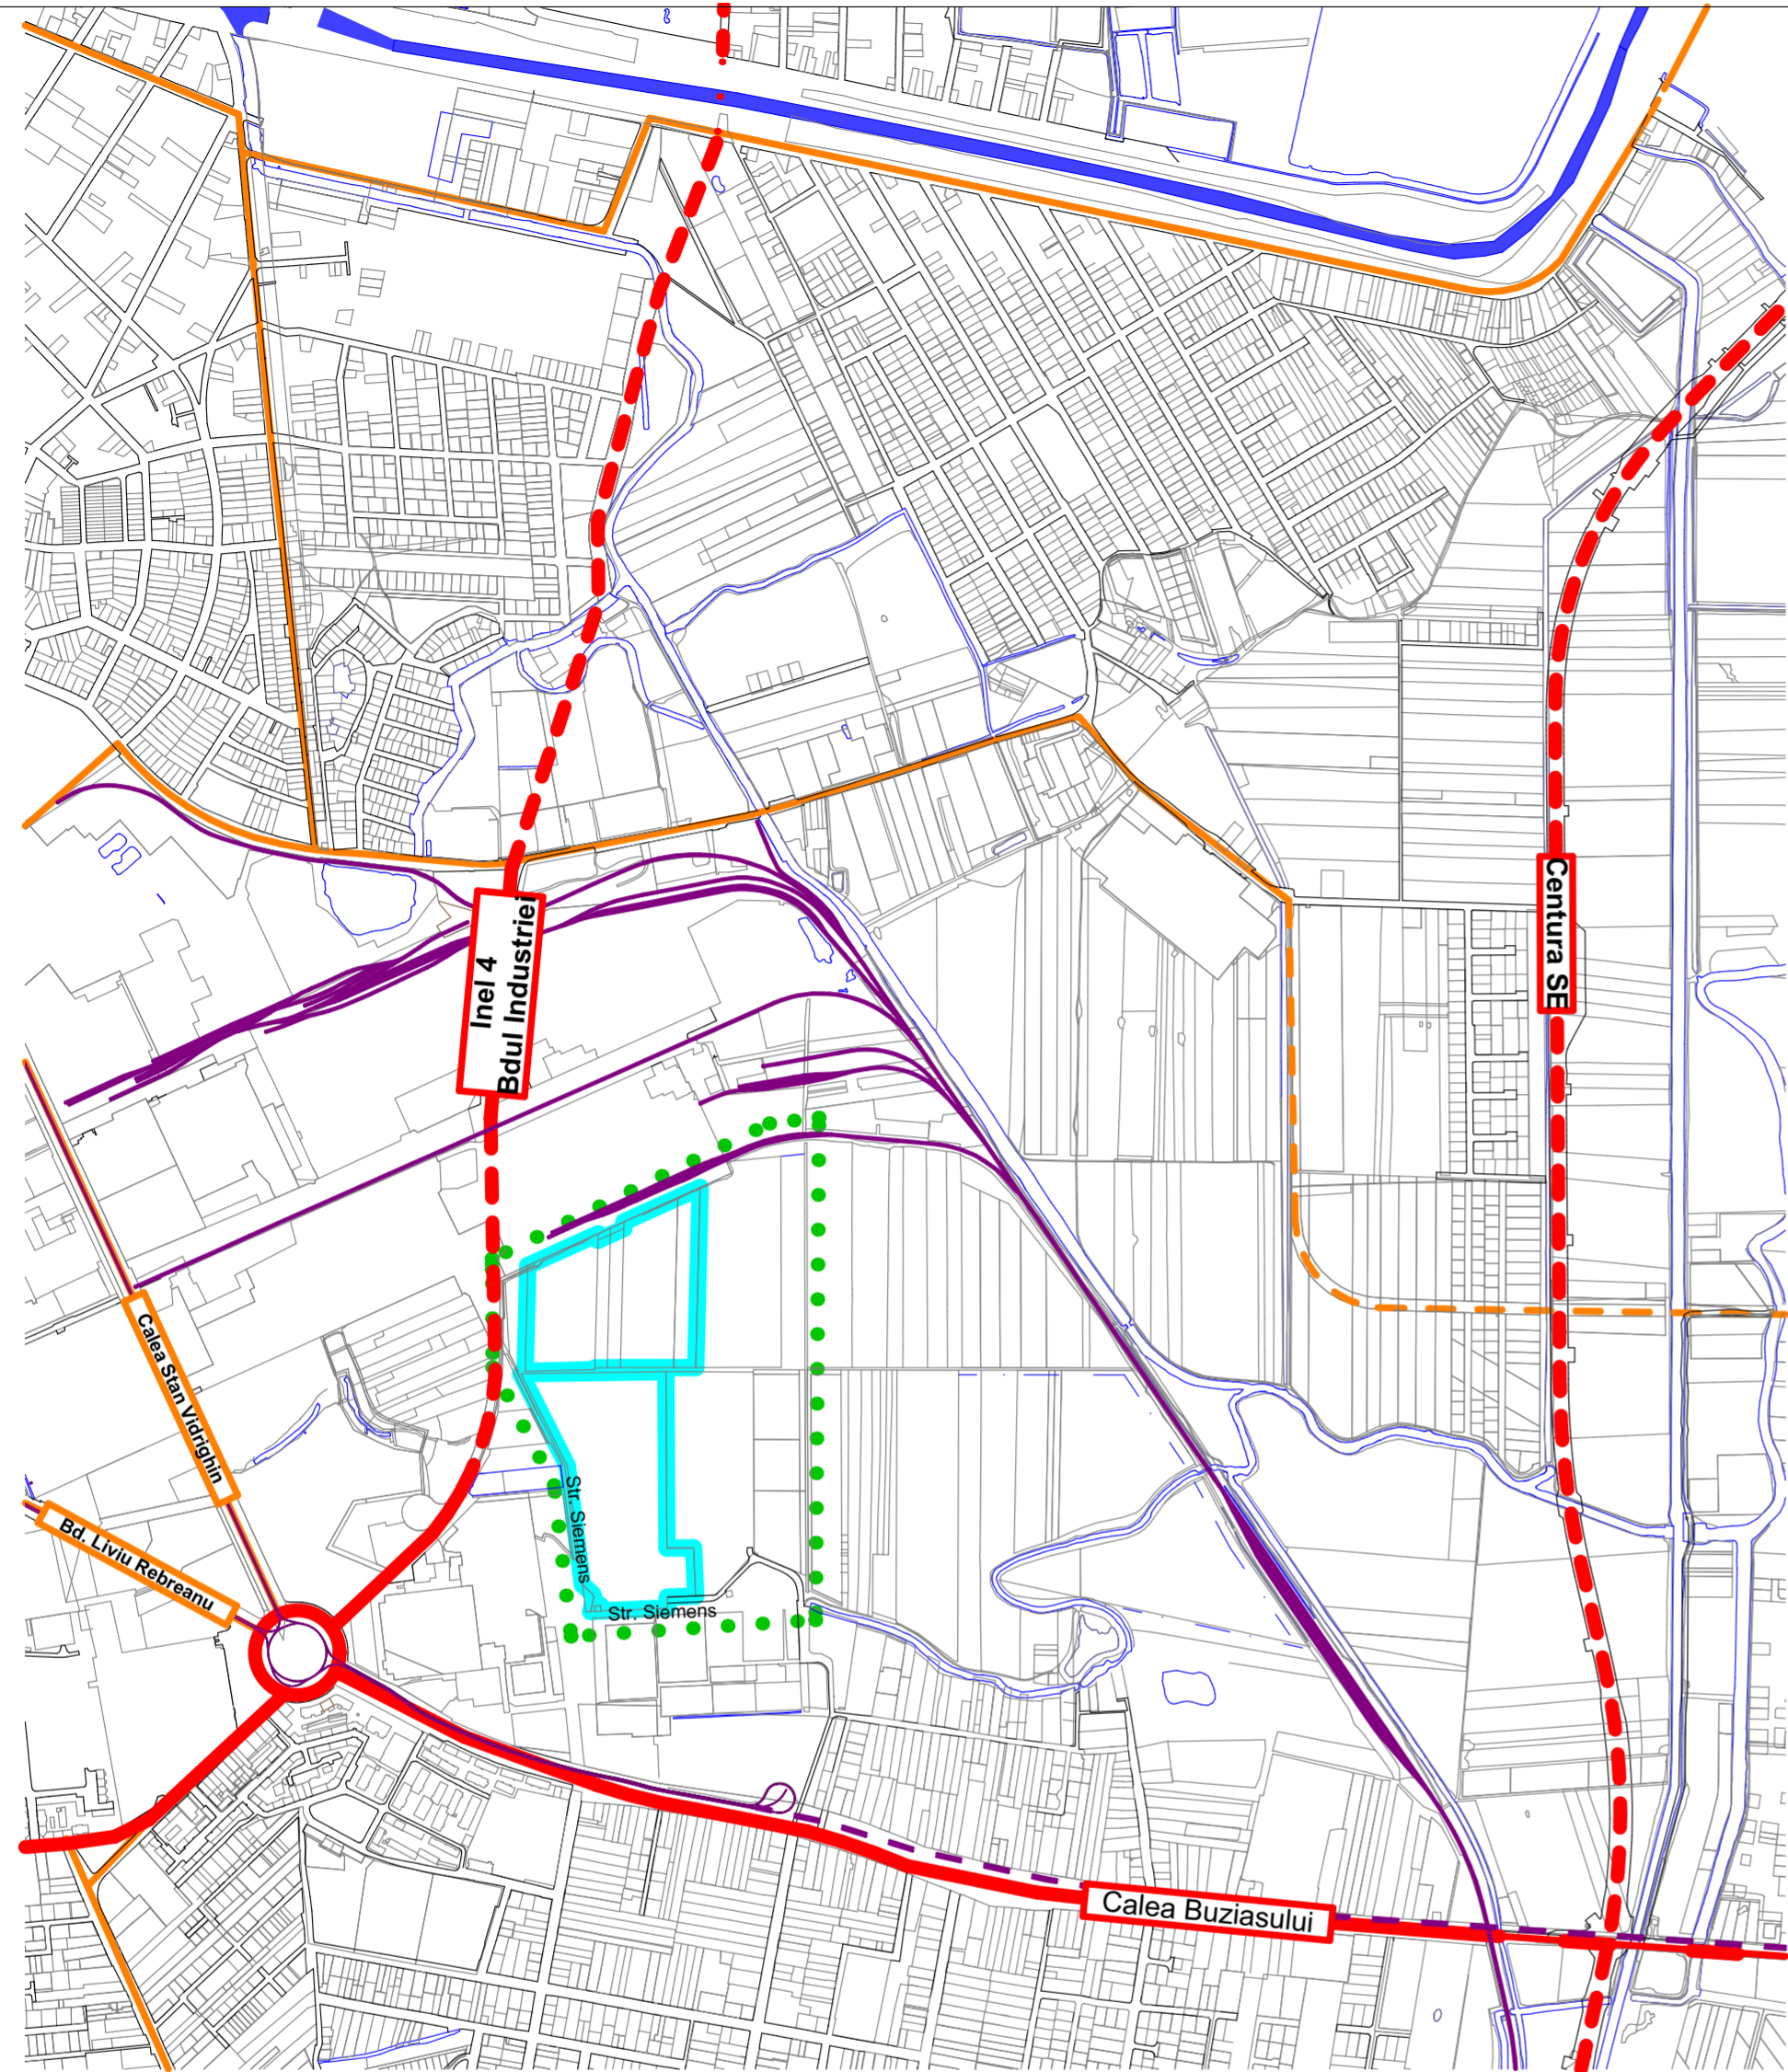 Centura SE
Inel 4
Bdul Industriei
Calea Stan Vidrighin
Bd. Liviu Rebreanu
Str. Siemens
Str. Siemens
Calea Buziasului